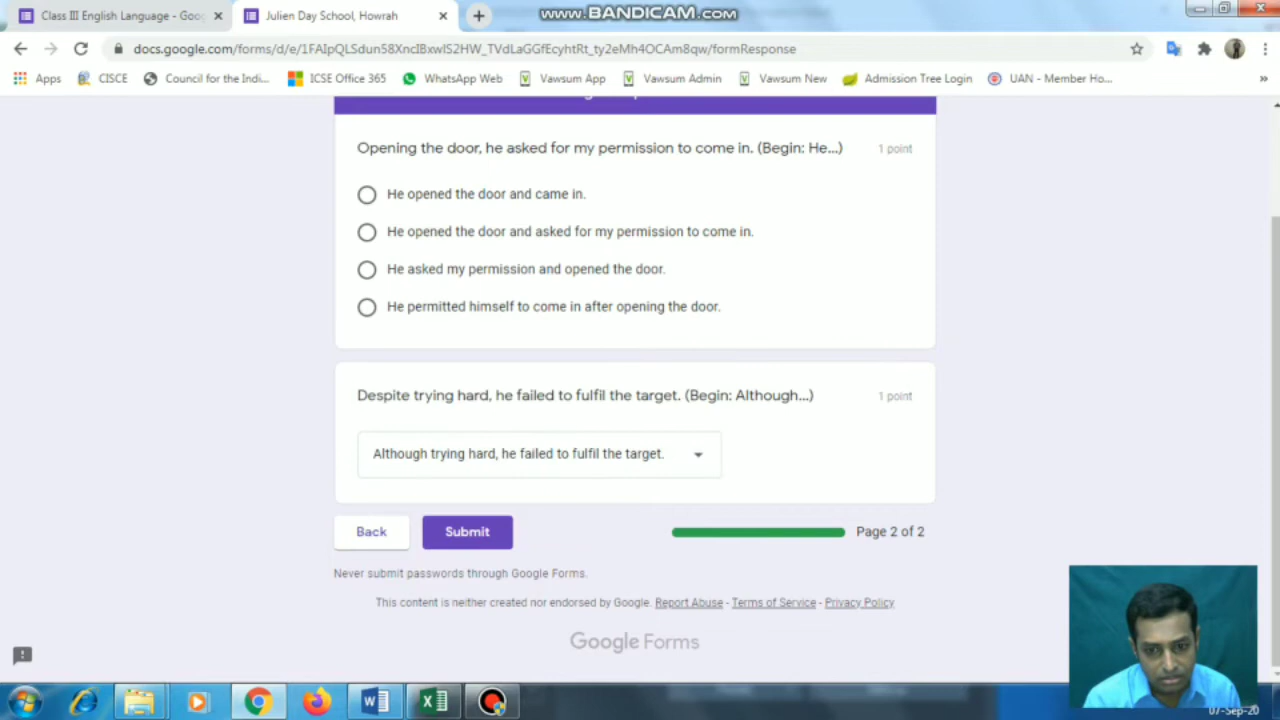 Class III English Language - Goo
Julien Day School, Howrah
www.BANDICAM.com
docs.google.com/forms/d/e/1FAIpQLSdun58XncIBxwIS2HW_TVdLaGGfEcyhtRt_ty2eMh4OCAm8qw/formResponse
Apps
CISCE
Council for the Indi...
ICSE Office 365
WhatsApp Web
Vawsum App
Vawsum Admin
Vawsum New
Admission Tree Login
UAN - Member Ho...
Opening the door, he asked for my permission to come in. (Begin: He...)
1 point
He opened the door and came in.
He opened the door and asked for my permission to come in.
He asked my permission and opened the door.
He permitted himself to come in after opening the door.
Despite trying hard, he failed to fulfil the target. (Begin: Although...)
1 point
Although trying hard, he failed to fulfil the target.
Back
Submit
Page 2 of 2
Never submit passwords through Google Forms.
This content is neither created nor endorsed by Google. Report Abuse - Terms of Service - Privacy Policy
Google Forms
07-Sep-20